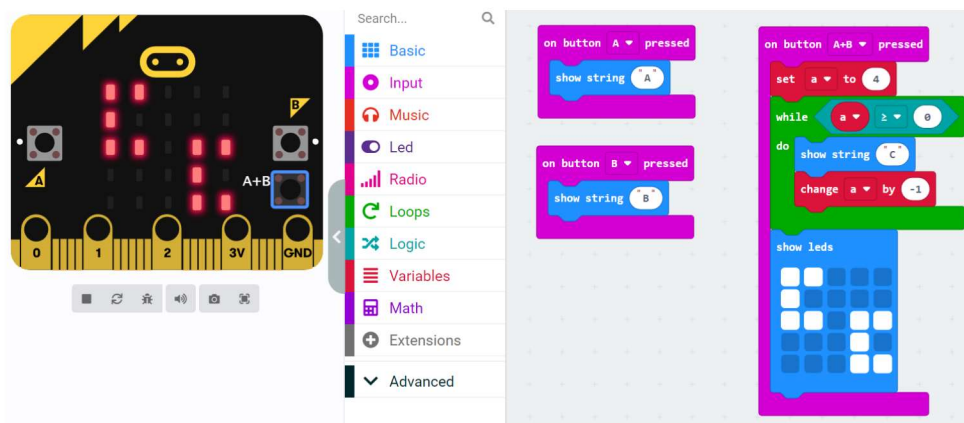 B
A
A+B
0 1 2 3V GND
Search...
Basic
Input
Music
Led
Radio
Loops
Logic
Variables
Math
Extensions
Advanced
on button A pressed
show string "A"
on button B pressed
show string "B"
on button A+B pressed
set a to 4
while a ≥ 0
do
show string "C"
change a by -1
show leds